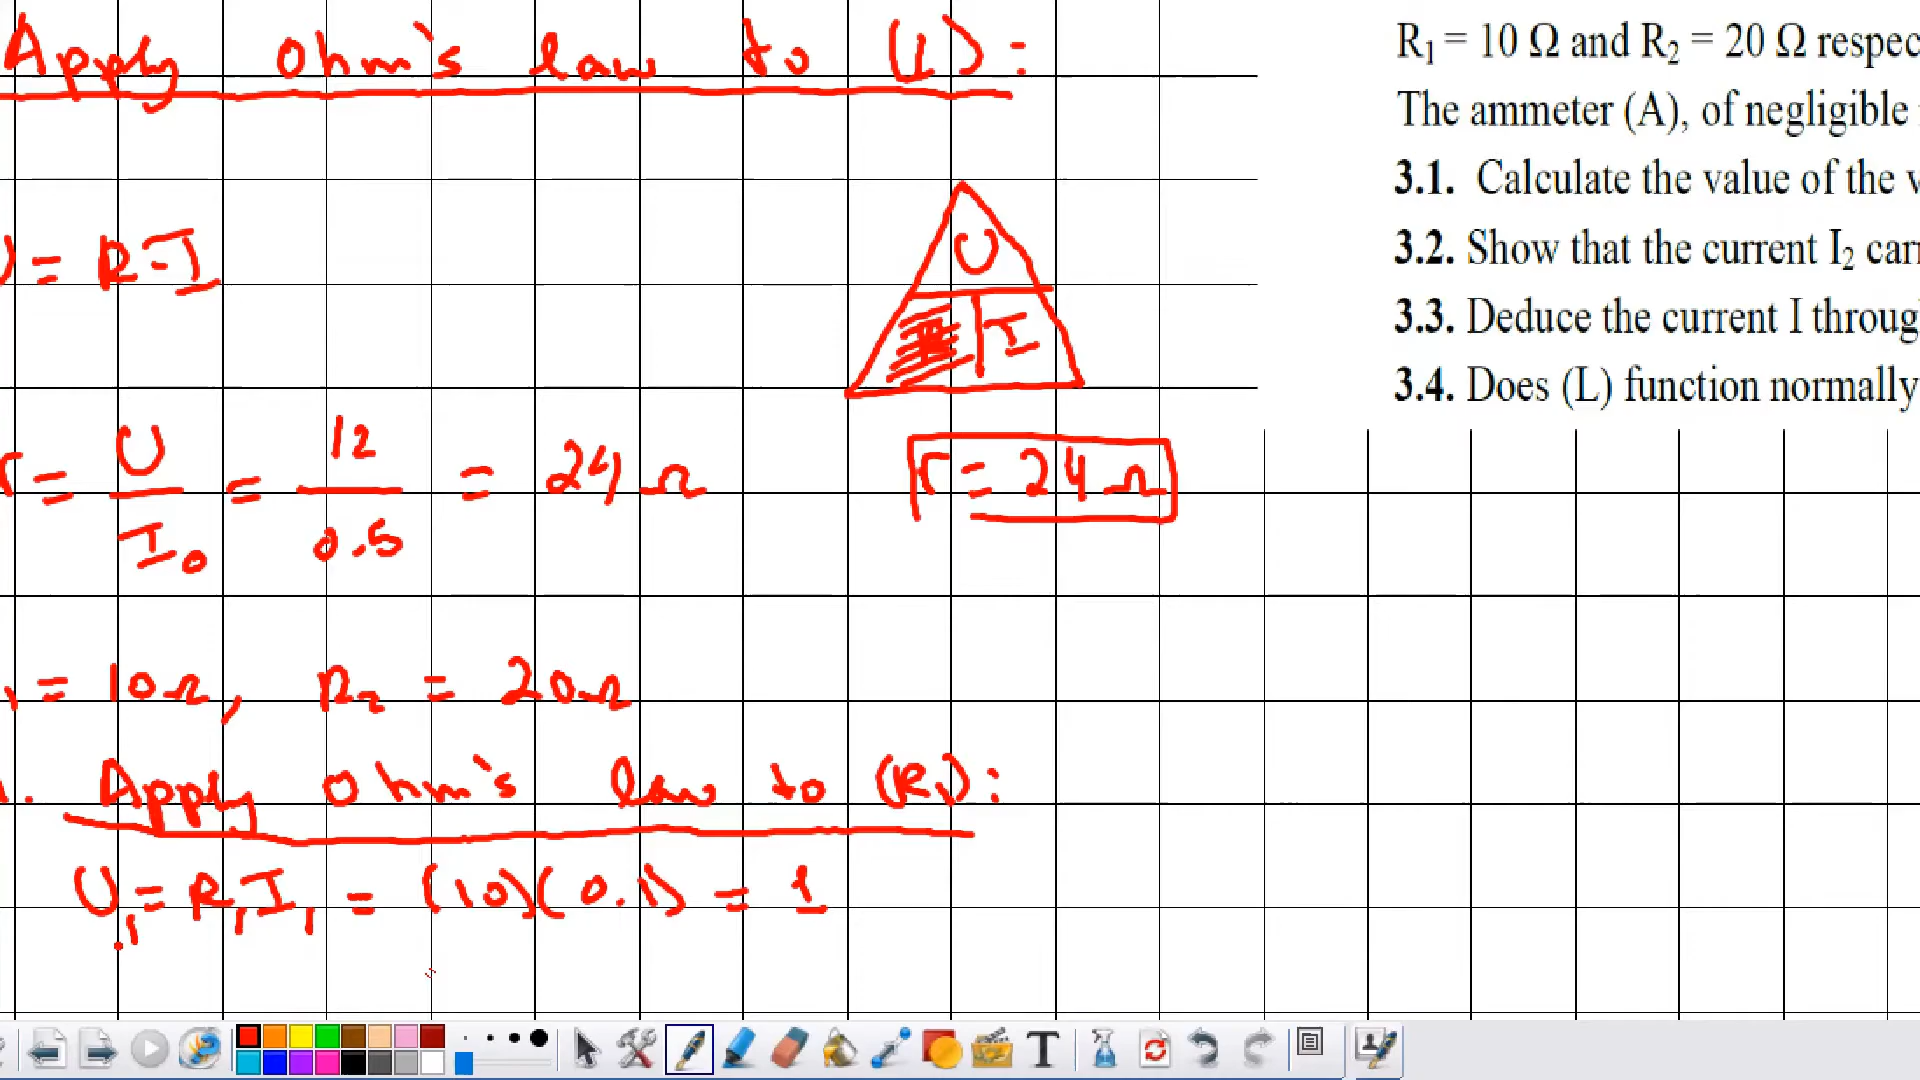 Apply Ohm's law to (L):
U = R·I
U
I
r = U / I₀ = 12 / 0.5 = 24 Ω
r = 24 Ω
= 10 Ω, R₂ = 20 Ω
Apply Ohm's law to (R₁):
U₁ = R₁I₁ = (10)(0.1) = 1
R₁ = 10 Ω and R₂ = 20 Ω respec
The ammeter (A), of negligible
3.1. Calculate the value of the v
3.2. Show that the current I₂ carr
3.3. Deduce the current I throug
3.4. Does (L) function normally